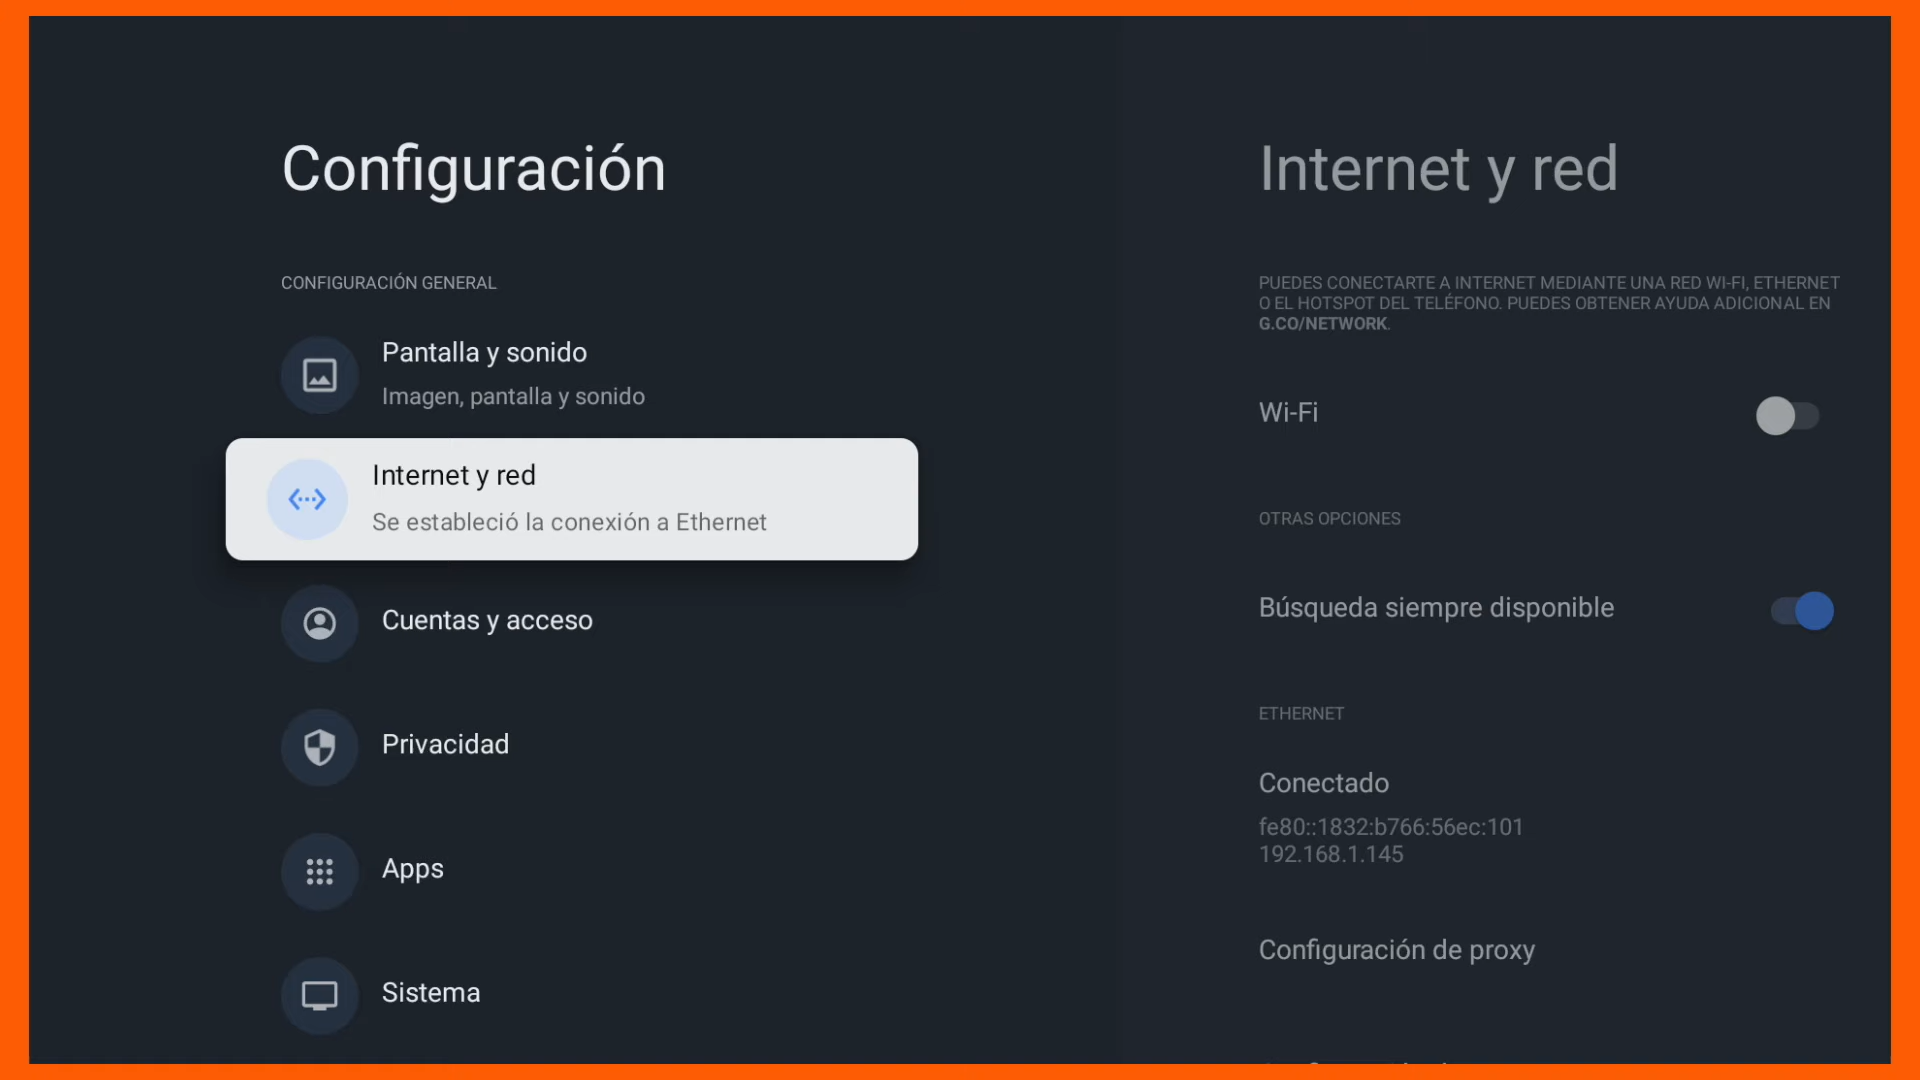 Configuración
CONFIGURACIÓN GENERAL
Pantalla y sonido
Imagen, pantalla y sonido
Internet y red
Se estableció la conexión a Ethernet
Cuentas y acceso
Privacidad
Apps
Sistema
Internet y red
PUEDES CONECTARTE A INTERNET MEDIANTE UNA RED WI-FI, ETHERNET
O EL HOTSPOT DEL TELÉFONO. PUEDES OBTENER AYUDA ADICIONAL EN
G.CO/NETWORK.
Wi-Fi
OTRAS OPCIONES
Búsqueda siempre disponible
ETHERNET
Conectado
fe80::1832:b766:56ec:101
192.168.1.145
Configuración de proxy